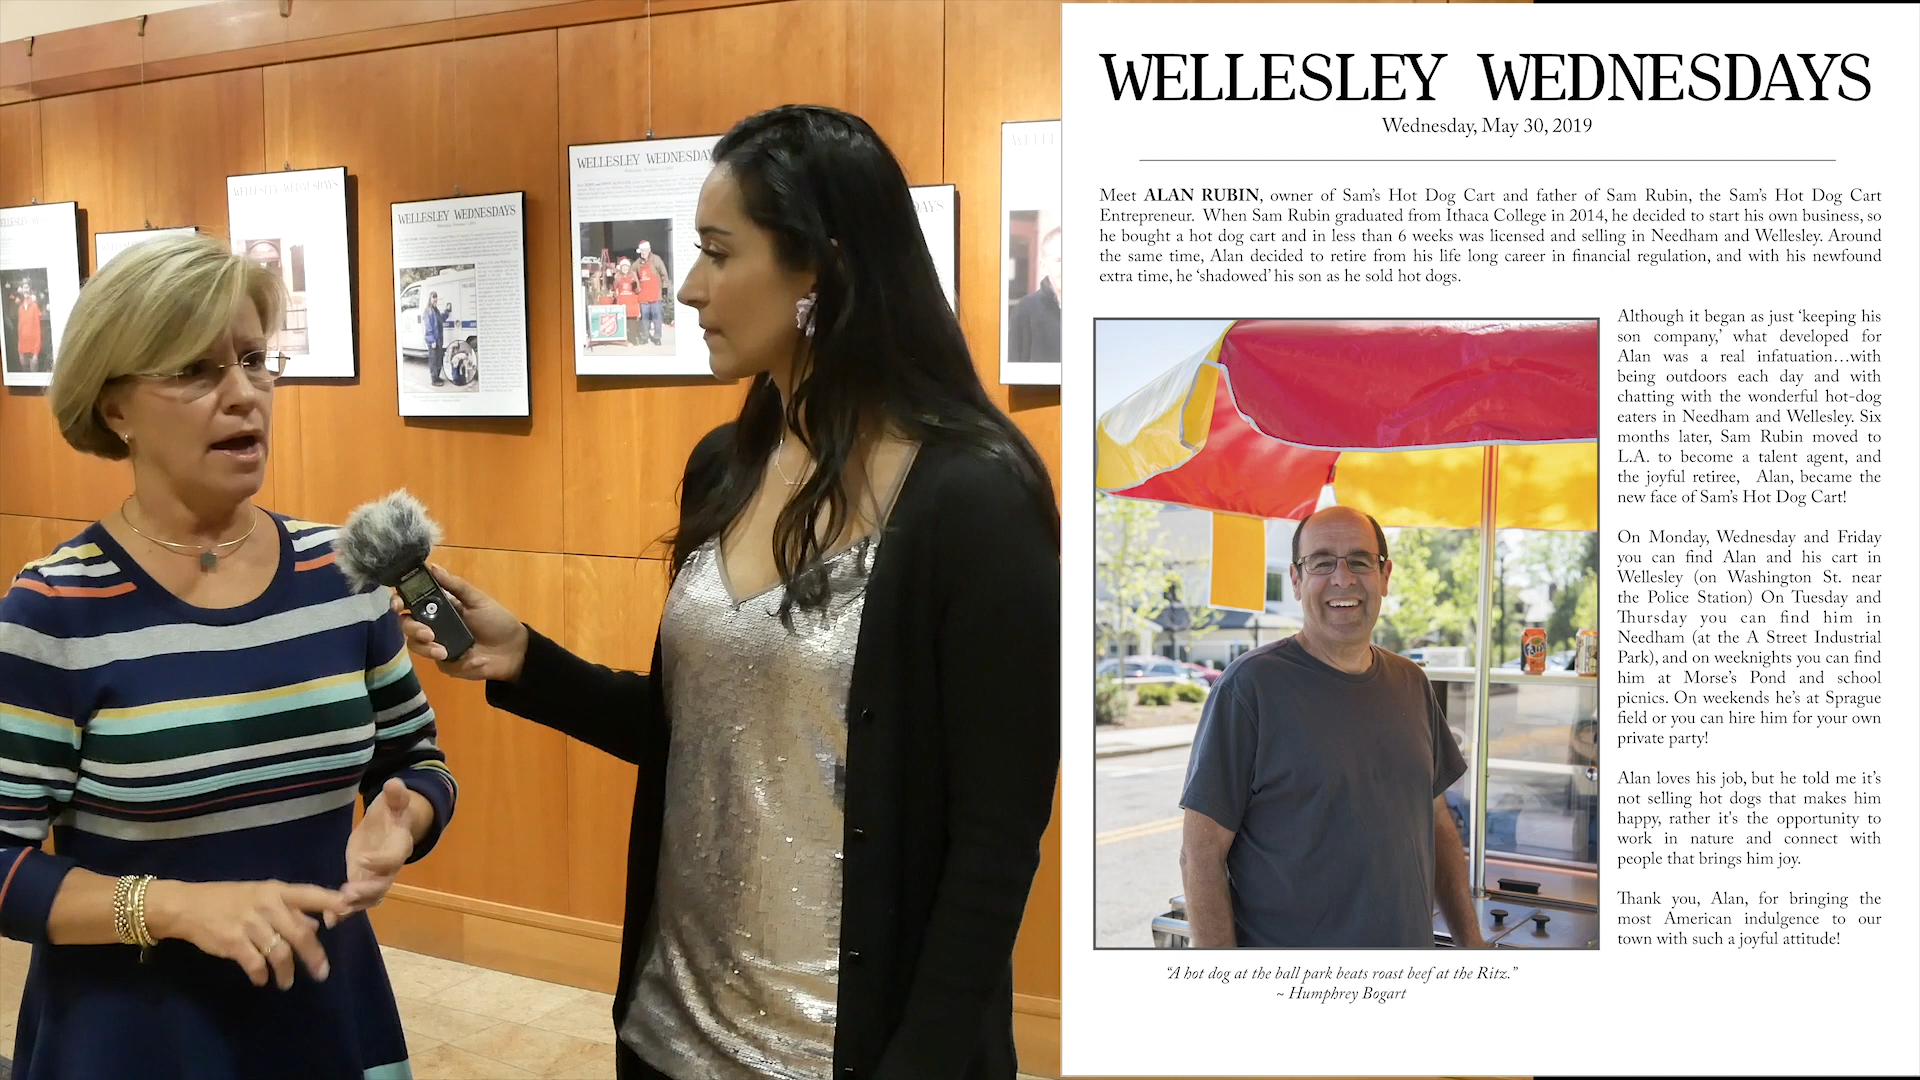 WELLESLEY WEDNESDAYS
WELLESLEY WEDNESDAYS
WELLESLEY WEDNESDAYS
WELLESLEY WEDNESDAYS
Wednesday, May 30, 2019
Meet ALAN RUBIN, owner of Sam's Hot Dog Cart and father of Sam Rubin, the Sam's Hot Dog Cart
Entrepreneur. When Sam Rubin graduated from Ithaca College in 2014, he decided to start his own business, so
he bought a hot dog cart and in less than 6 weeks was licensed and selling in Needham and Wellesley. Around
the same time, Alan decided to retire from his life long career in financial regulation, and with his newfound
extra time, he 'shadowed' his son as he sold hot dogs.
Although it began as just 'keeping his
son company,' what developed for
Alan was a real infatuation…with
being outdoors each day and with
chatting with the wonderful hot-dog
eaters in Needham and Wellesley. Six
months later, Sam Rubin moved to
L.A. to become a talent agent, and
the joyful retiree, Alan, became the
new face of Sam's Hot Dog Cart!
On Monday, Wednesday and Friday
you can find Alan and his cart in
Wellesley (on Washington St. near
the Police Station) On Tuesday and
Thursday you can find him in
Needham (at the A Street Industrial
Park), and on weeknights you can find
him at Morse's Pond and school
picnics. On weekends he's at Sprague
field or you can hire him for your own
private party!
Alan loves his job, but he told me it's
not selling hot dogs that makes him
happy, rather it's the opportunity to
work in nature and connect with
people that brings him joy.
Thank you, Alan, for bringing the
most American indulgence to our
town with such a joyful attitude!
"A hot dog at the ball park beats roast beef at the Ritz."
~ Humphrey Bogart